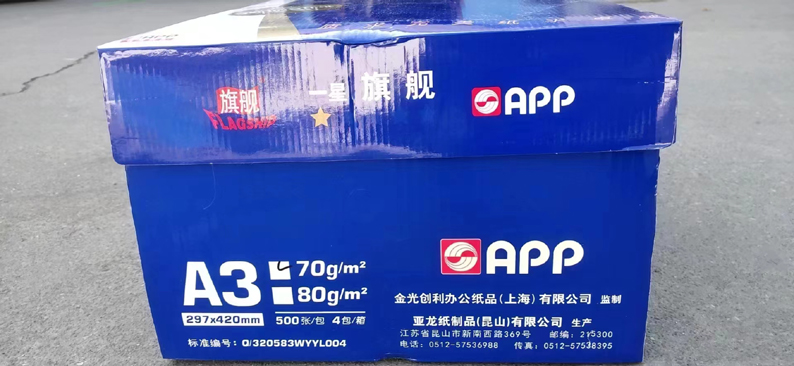 旗舰
FLAGSHIP
一星 旗舰
APP
APP
A3
70g/m²
80g/m²
297x420mm
500张/包 4包/箱
标准编号：Q/320583WYYL004
金光创利办公纸品(上海)有限公司 监制
亚龙纸制品(昆山)有限公司 生产
江苏省昆山市新南西路369号 邮编：215300
电话：0512-57536988 传真：0512-57538395